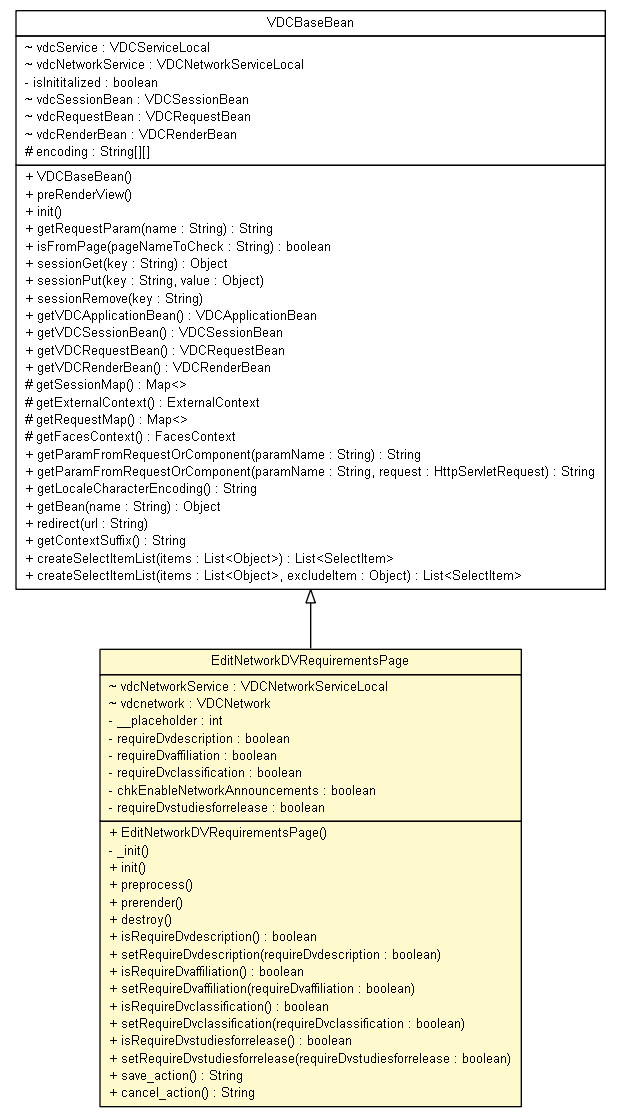 VDCBaseBean
~ vdcService : VDCServiceLocal
~ vdcNetworkService : VDCNetworkServiceLocal
- isInititalized : boolean
~ vdcSessionBean : VDCSessionBean
~ vdcRequestBean : VDCRequestBean
~ vdcRenderBean : VDCRenderBean
# encoding : String[][]
+ VDCBaseBean()
+ preRenderView()
+ init()
+ getRequestParam(name : String) : String
+ isFromPage(pageNameToCheck : String) : boolean
+ sessionGet(key : String) : Object
+ sessionPut(key : String, value : Object)
+ sessionRemove(key : String)
+ getVDCApplicationBean() : VDCApplicationBean
+ getVDCSessionBean() : VDCSessionBean
+ getVDCRequestBean() : VDCRequestBean
+ getVDCRenderBean() : VDCRenderBean
# getSessionMap() : Map<>
# getExternalContext() : ExternalContext
# getRequestMap() : Map<>
# getFacesContext() : FacesContext
+ getParamFromRequestOrComponent(paramName : String) : String
+ getParamFromRequestOrComponent(paramName : String, request : HttpServletRequest) : String
+ getLocaleCharacterEncoding() : String
+ getBean(name : String) : Object
+ redirect(url : String)
+ getContextSuffix() : String
+ createSelectItemList(items : List<Object>) : List<SelectItem>
+ createSelectItemList(items : List<Object>, excludeItem : Object) : List<SelectItem>
EditNetworkDVRequirementsPage
~ vdcNetworkService : VDCNetworkServiceLocal
~ vdcnetwork : VDCNetwork
- __placeholder : int
- requireDvdescription : boolean
- requireDvaffiliation : boolean
- requireDvclassification : boolean
- chkEnableNetworkAnnouncements : boolean
- requireDvstudiesforrelease : boolean
+ EditNetworkDVRequirementsPage()
- _init()
+ init()
+ preprocess()
+ prerender()
+ destroy()
+ isRequireDvdescription() : boolean
+ setRequireDvdescription(requireDvdescription : boolean)
+ isRequireDvaffiliation() : boolean
+ setRequireDvaffiliation(requireDvaffiliation : boolean)
+ isRequireDvclassification() : boolean
+ setRequireDvclassification(requireDvclassification : boolean)
+ isRequireDvstudiesforrelease() : boolean
+ setRequireDvstudiesforrelease(requireDvstudiesforrelease : boolean)
+ save_action() : String
+ cancel_action() : String